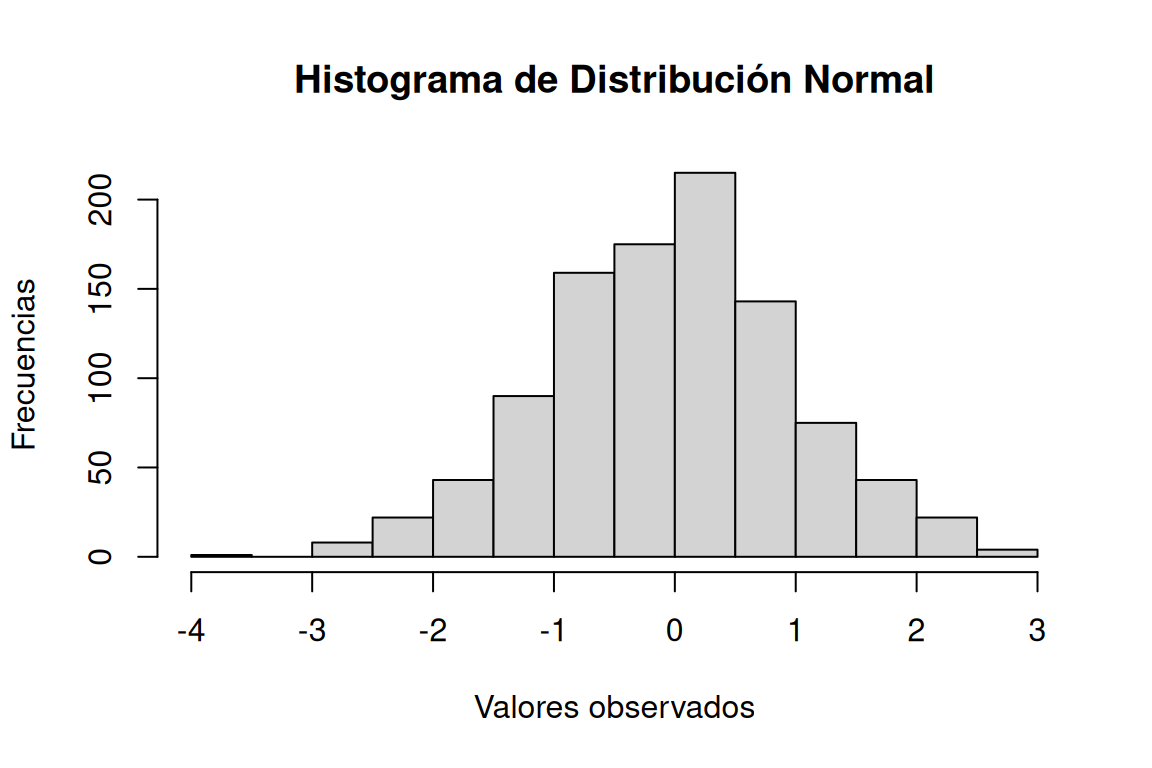 Histograma de Distribución Normal
Frecuencias
200
150
100
50
0
-4 -3 -2 -1 0 1 2 3
Valores observados